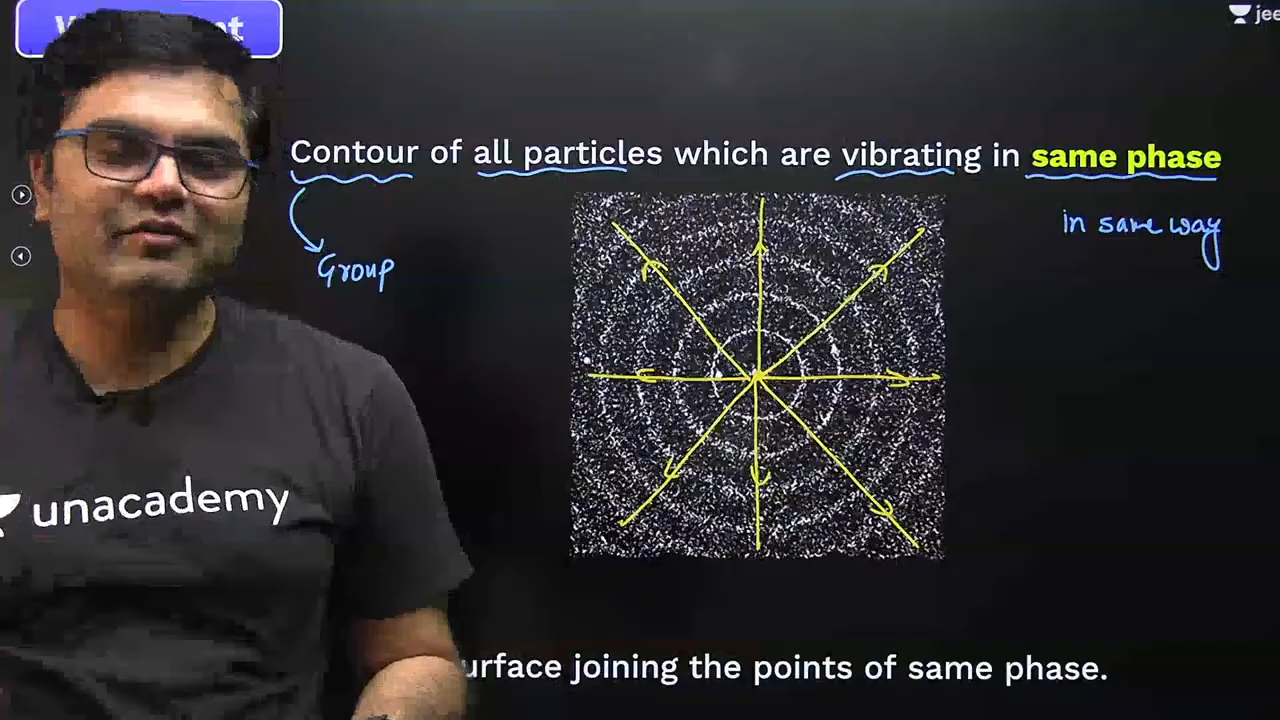 jee
Contour of all particles which are vibrating in same phase
in same way
Group
unacademy
urface joining the points of same phase.